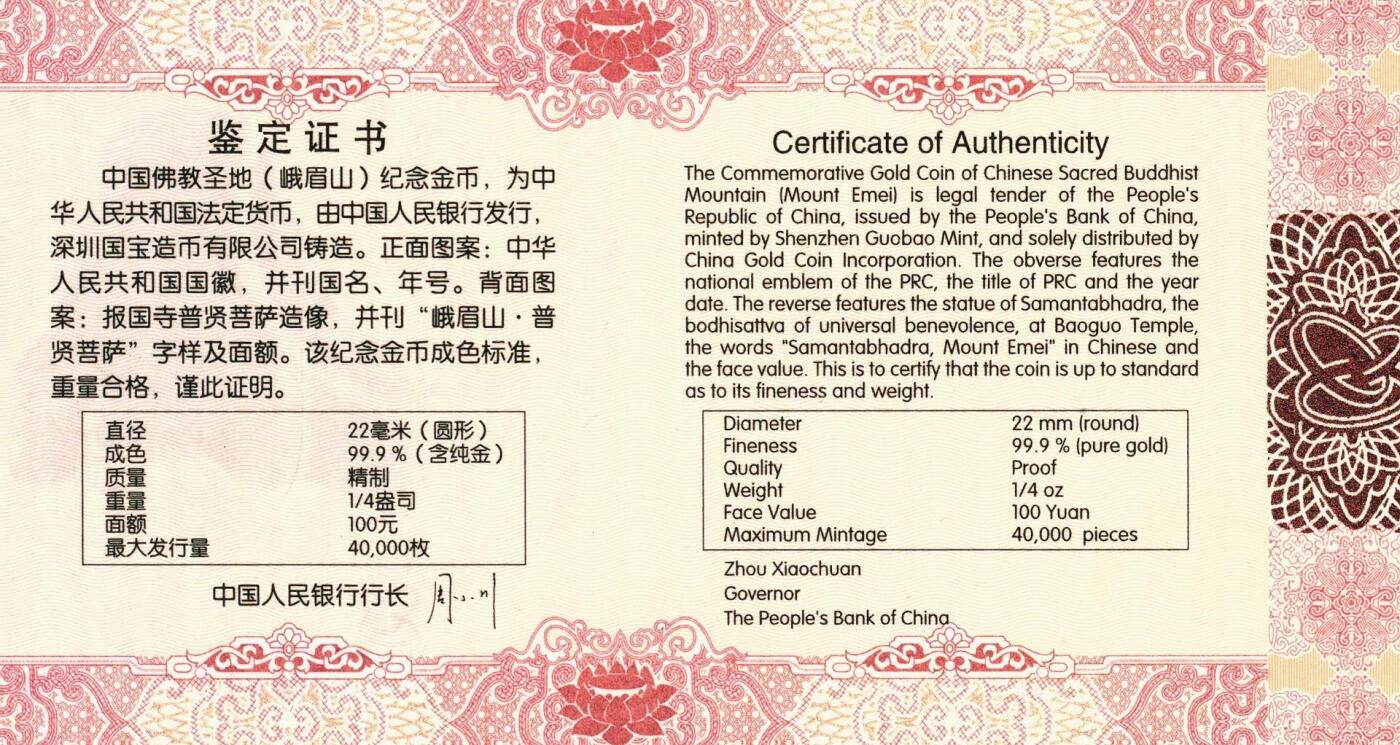 鉴定证书
中国佛教圣地（峨眉山）纪念金币，为中
华人民共和国法定货币，由中国人民银行发行，
深圳国宝造币有限公司铸造。正面图案：中华
人民共和国国徽，并刊国名、年号。背面图
案：报国寺普贤菩萨造像，并刊“峨眉山·普
贤菩萨”字样及面额。该纪念金币成色标准，
重量合格，谨此证明。
直径 22毫米（圆形）
成色 99.9 %（含纯金）
质量 精制
重量 1/4盎司
面额 100元
最大发行量 40,000枚
中国人民银行行长 周小川
Certificate of Authenticity
The Commemorative Gold Coin of Chinese Sacred Buddhist
Mountain (Mount Emei) is legal tender of the People's
Republic of China, issued by the People's Bank of China,
minted by Shenzhen Guobao Mint, and solely distributed by
China Gold Coin Incorporation. The obverse features the
national emblem of the PRC, the title of PRC and the year
date. The reverse features the statue of Samantabhadra, the
bodhisattva of universal benevolence, at Baoguo Temple,
the words "Samantabhadra, Mount Emei" in Chinese and
the face value. This is to certify that the coin is up to standard
as to its fineness and weight.
Diameter 22 mm (round)
Fineness 99.9 % (pure gold)
Quality Proof
Weight 1/4 oz
Face Value 100 Yuan
Maximum Mintage 40,000 pieces
Zhou Xiaochuan
Governor
The People's Bank of China